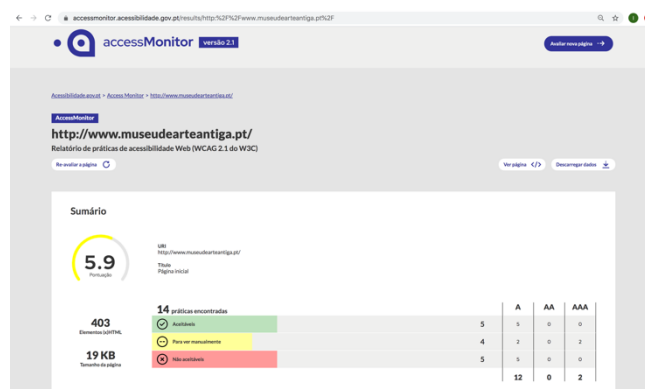 accessmonitor.acessibilidade.gov.pt/results/http:%2F%2Fwww.museudearteantiga.pt%2F
accessMonitor versão 2.1
Avaliar nova página
Acessibilidade.gov.pt > Access Monitor > http://www.museudearteantiga.pt/
AccessMonitor
http://www.museudearteantiga.pt/
Relatório de práticas de acessibilidade Web (WCAG 2.1 do W3C)
Re-avaliar a página
Ver página </>
Descarregar dados
Sumário
5.9
Pontuação
URI
http://www.museudearteantiga.pt/
Título
Página inicial
403
Elementos (x)HTML
19 KB
Tamanho da página
14 práticas encontradas
A AA AAA
Aceitáveis 5 5 0 0
Para ver manualmente 4 2 0 2
Não aceitáveis 5 5 0 0
12 0 2